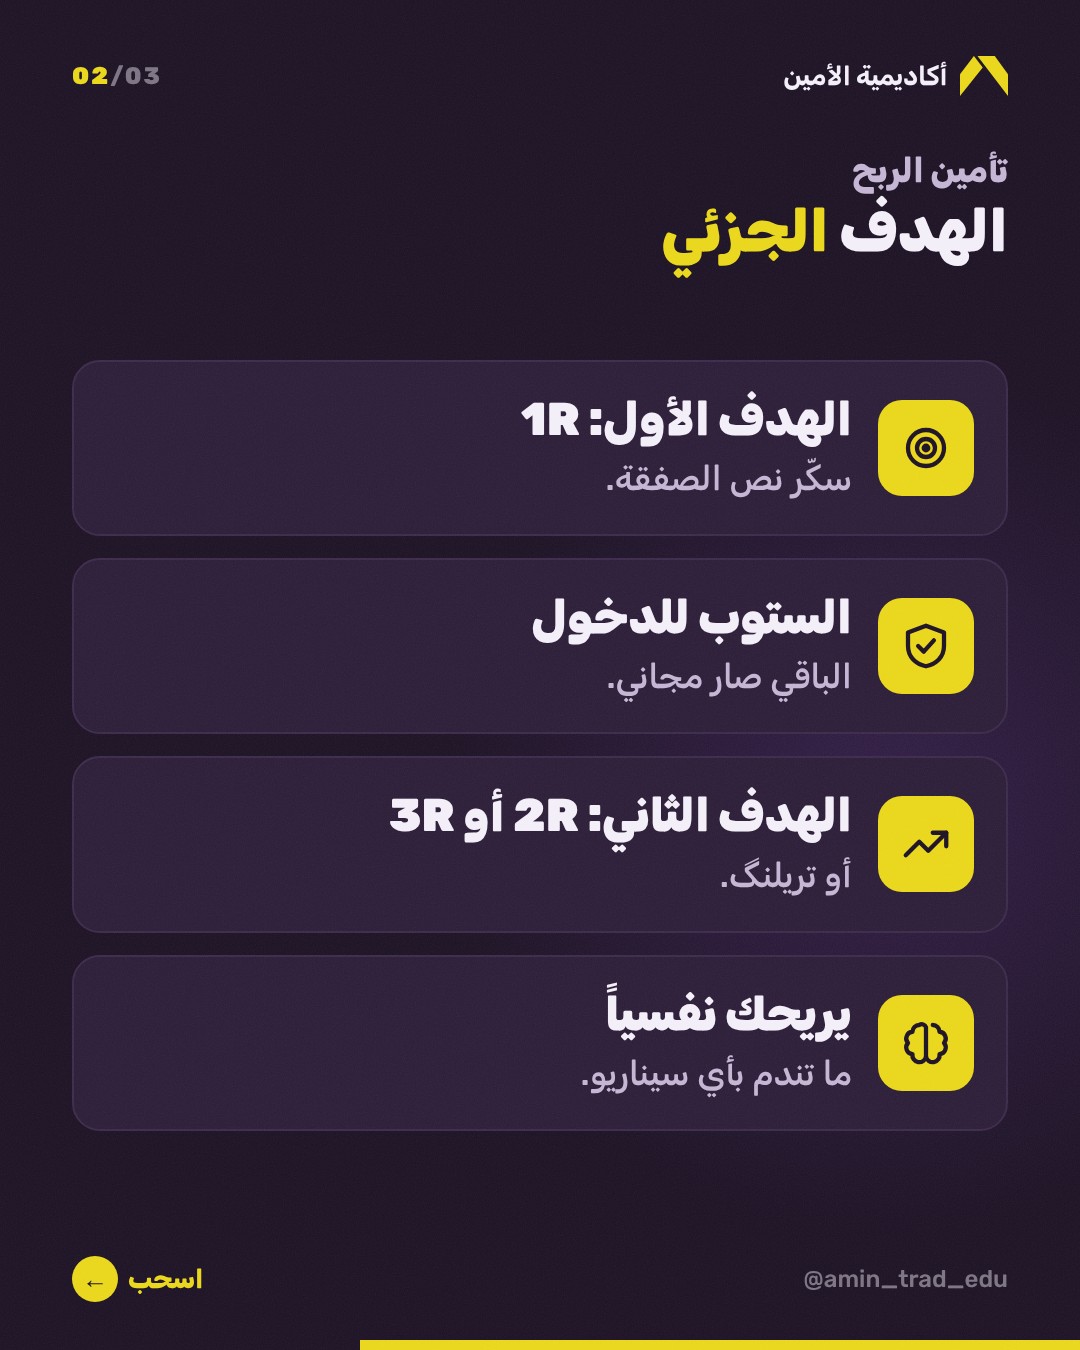 أكاديمية الأمين
02/03
تأمين الربح
الهدف الجزئي
الهدف الأول: 1R
سكّر نص الصفقة.
الستوب للدخول
الباقي صار مجاني.
الهدف الثاني: 2R أو 3R
أو تريلنگ.
يريحك نفسياً
ما تندم بأي سيناريو.
@amin_trad_edu
اسحب ←